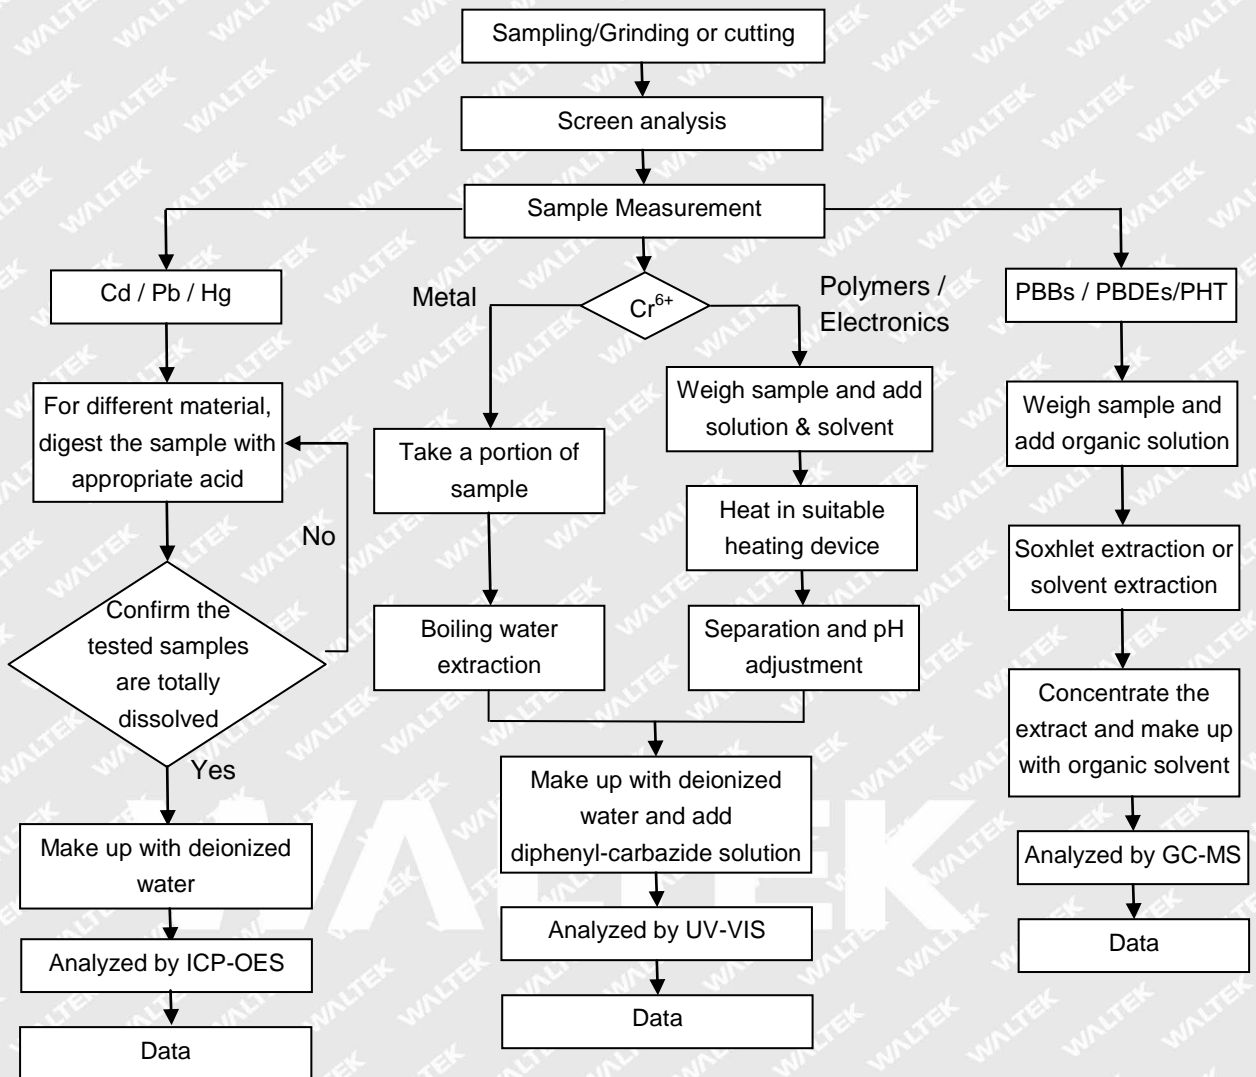 Sampling/Grinding or cutting
Screen analysis
Sample Measurement
Cd / Pb / Hg
For different material,
digest the sample with
appropriate acid
No
Confirm the
tested samples
are totally
dissolved
Yes
Make up with deionized
water
Analyzed by ICP-OES
Data
Cr6+
Metal
Take a portion of
sample
Boiling water
extraction
Polymers /
Electronics
Weigh sample and add
solution & solvent
Heat in suitable
heating device
Separation and pH
adjustment
Make up with deionized
water and add
diphenyl-carbazide solution
Analyzed by UV-VIS
Data
PBBs / PBDEs/PHT
Weigh sample and
add organic solution
Soxhlet extraction or
solvent extraction
Concentrate the
extract and make up
with organic solvent
Analyzed by GC-MS
Data
WALTEK